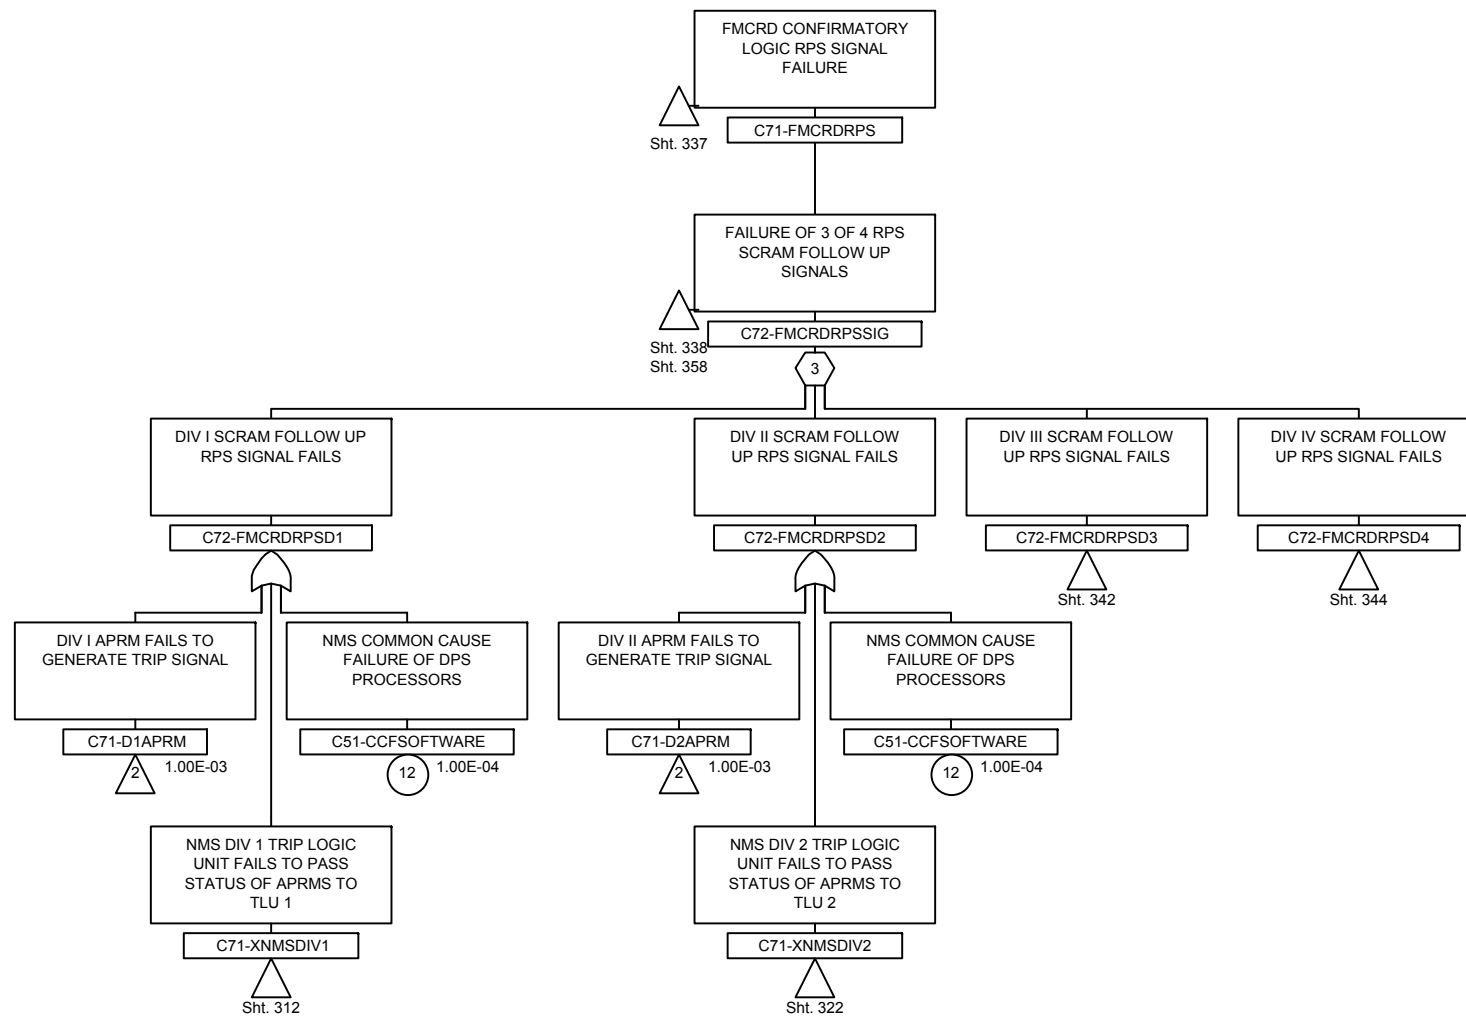 FMCRD CONFIRMATORY
LOGIC RPS SIGNAL
FAILURE
Sht. 337
C71-FMCRDRPS
FAILURE OF 3 OF 4 RPS
SCRAM FOLLOW UP
SIGNALS
Sht. 338
Sht. 358
C72-FMCRDRPSSIG
3
DIV I SCRAM FOLLOW UP
RPS SIGNAL FAILS
C72-FMCRDRPSD1
DIV II SCRAM FOLLOW
UP RPS SIGNAL FAILS
C72-FMCRDRPSD2
DIV III SCRAM FOLLOW
UP RPS SIGNAL FAILS
C72-FMCRDRPSD3
Sht. 342
DIV IV SCRAM FOLLOW
UP RPS SIGNAL FAILS
C72-FMCRDRPSD4
Sht. 344
DIV I APRM FAILS TO
GENERATE TRIP SIGNAL
C71-D1APRM
2
1.00E-03
NMS COMMON CAUSE
FAILURE OF DPS
PROCESSORS
C51-CCFSOFTWARE
12
1.00E-04
DIV II APRM FAILS TO
GENERATE TRIP SIGNAL
C71-D2APRM
2
1.00E-03
NMS COMMON CAUSE
FAILURE OF DPS
PROCESSORS
C51-CCFSOFTWARE
12
1.00E-04
NMS DIV 1 TRIP LOGIC
UNIT FAILS TO PASS
STATUS OF APRMS TO
TLU 1
C71-XNMSDIV1
Sht. 312
NMS DIV 2 TRIP LOGIC
UNIT FAILS TO PASS
STATUS OF APRMS TO
TLU 2
C71-XNMSDIV2
Sht. 322